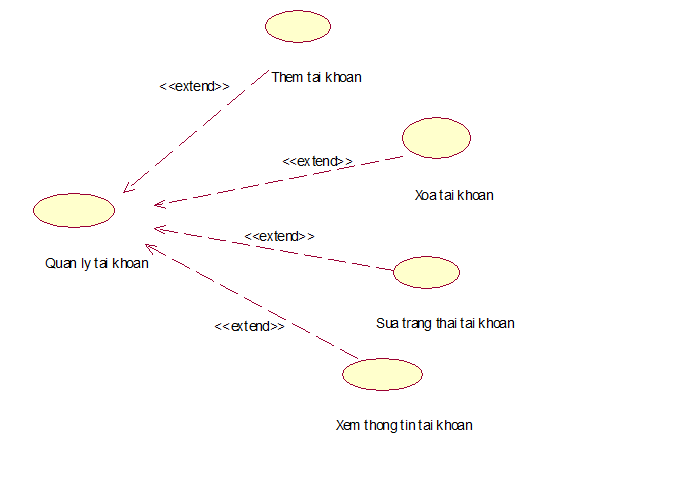 Them tai khoan
<<extend>>
<<extend>>
Xoa tai khoan
<<extend>>
Quan ly tai khoan
Sua trang thai tai khoan
<<extend>>
Xem thong tin tai khoan